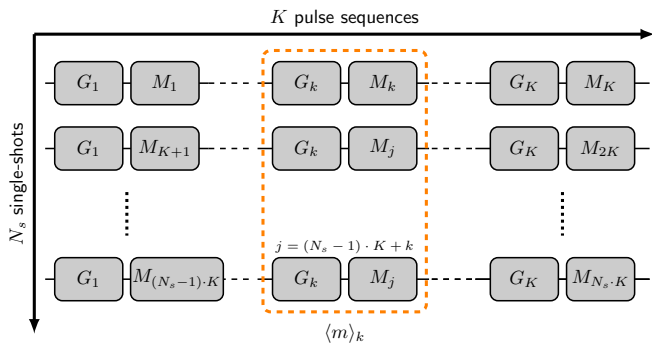 K pulse sequences
N_s single-shots
G_1 M_1 G_k M_k G_K M_K
G_1 M_{K+1} G_k M_j G_K M_{2K}
j = (N_s − 1) · K + k
G_1 M_{(N_s−1)·K} G_k M_j G_K M_{N_s·K}
⟨m⟩_k